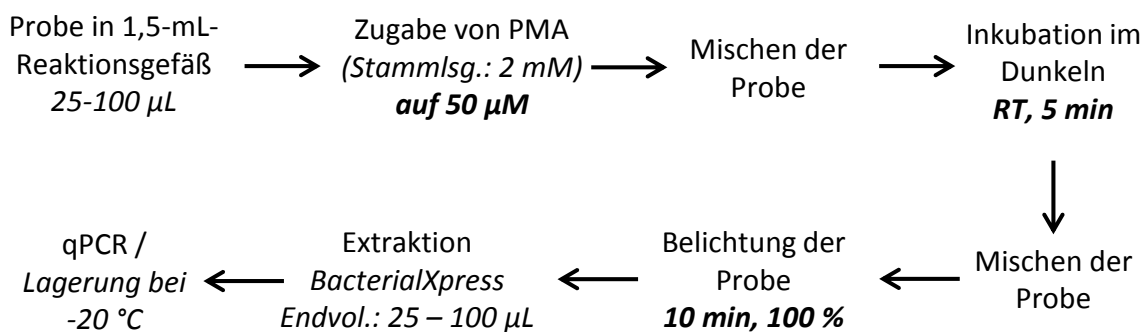 Probe in 1,5-mL-
Reaktionsgefäß
25-100 µL
Zugabe von PMA
(Stammlsg.: 2 mM)
auf 50 µM
Mischen der
Probe
Inkubation im
Dunkeln
RT, 5 min
Mischen der
Probe
Belichtung der
Probe
10 min, 100 %
Extraktion
BacterialXpress
Endvol.: 25 – 100 µL
qPCR /
Lagerung bei
-20 °C